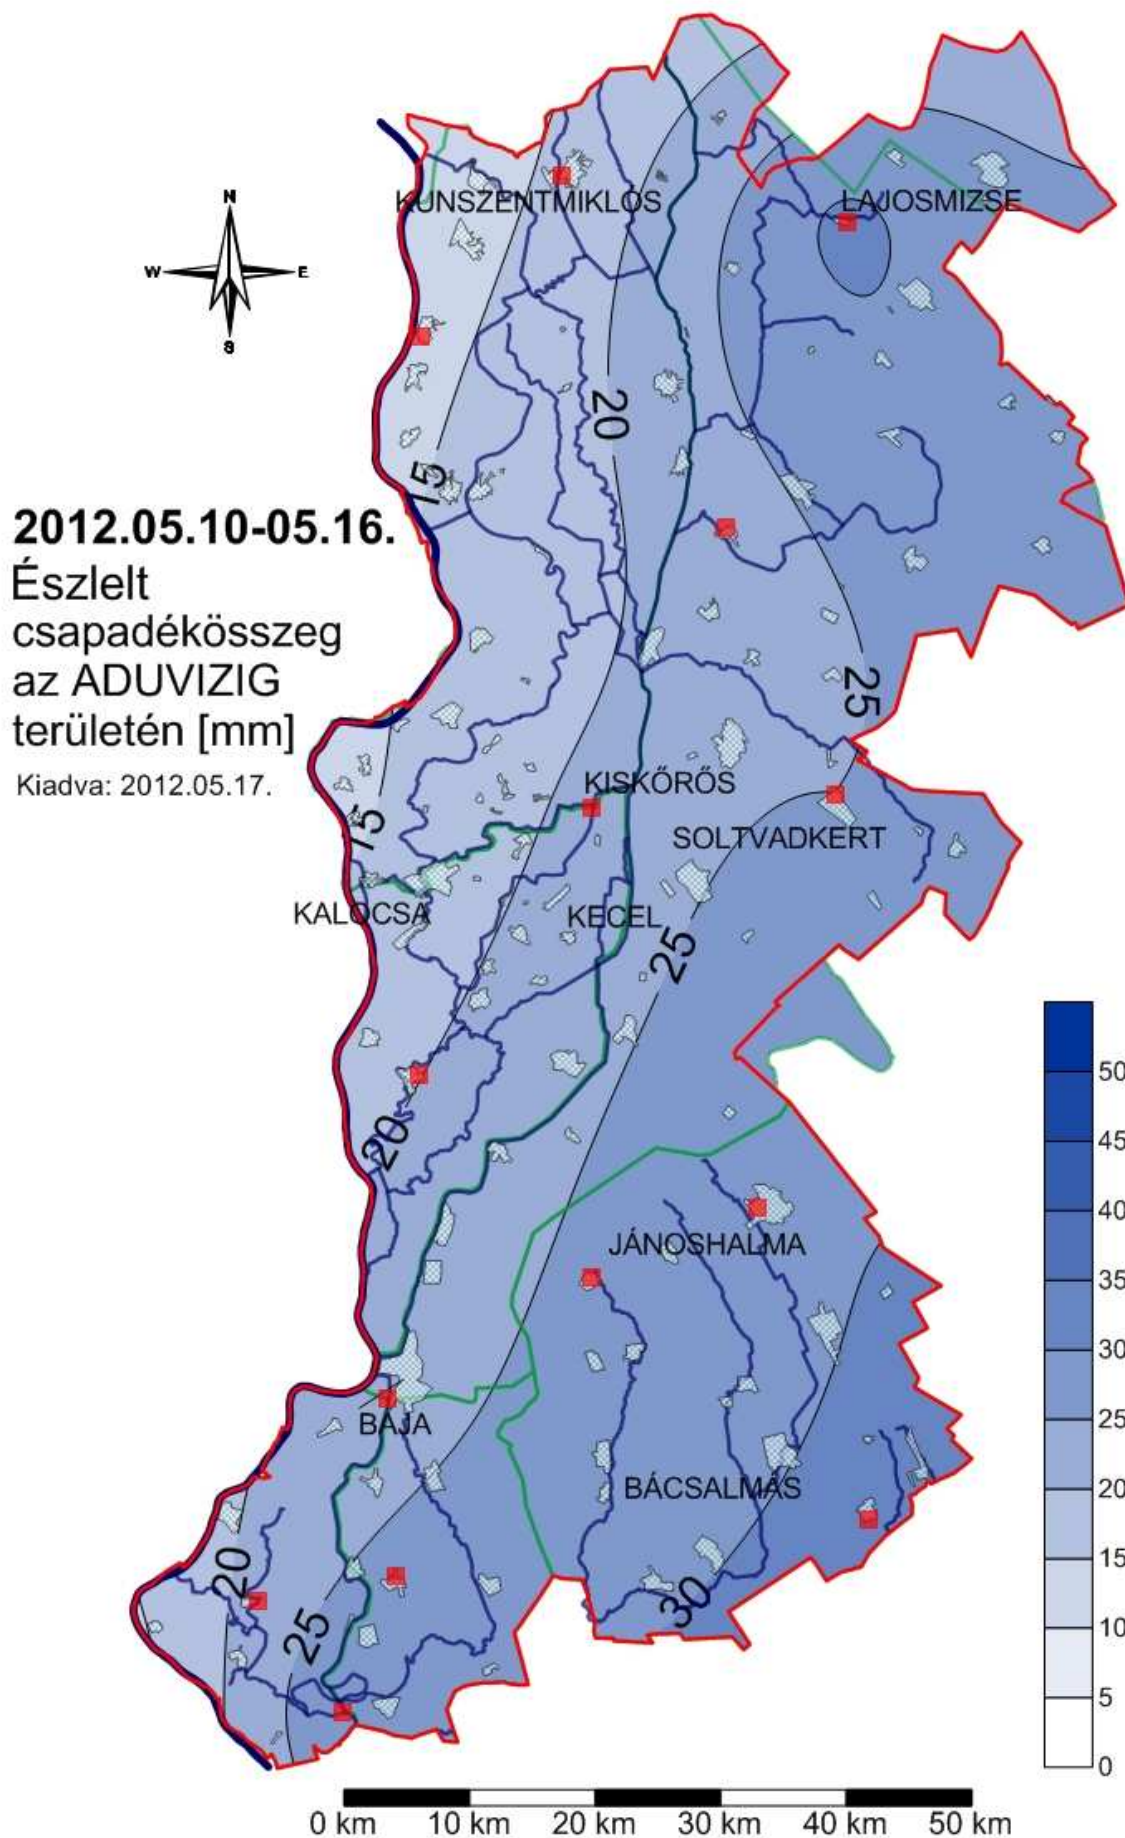 N
W
E
S
KUNSZENTMIKLÓS
LAJOSMIZSE
20
15
2012.05.10-05.16.
Észlelt
csapadékösszeg
az ADUVIZIG
területén [mm]
Kiadva: 2012.05.17.
25
KISKŐRÖS
15
SOLTVADKERT
KALOCSA
KECEL
25
20
JÁNOSHALMA
BAJA
BÁCSALMÁS
20
25
30
50
45
40
35
30
25
20
15
10
5
0
0 km 10 km 20 km 30 km 40 km 50 km